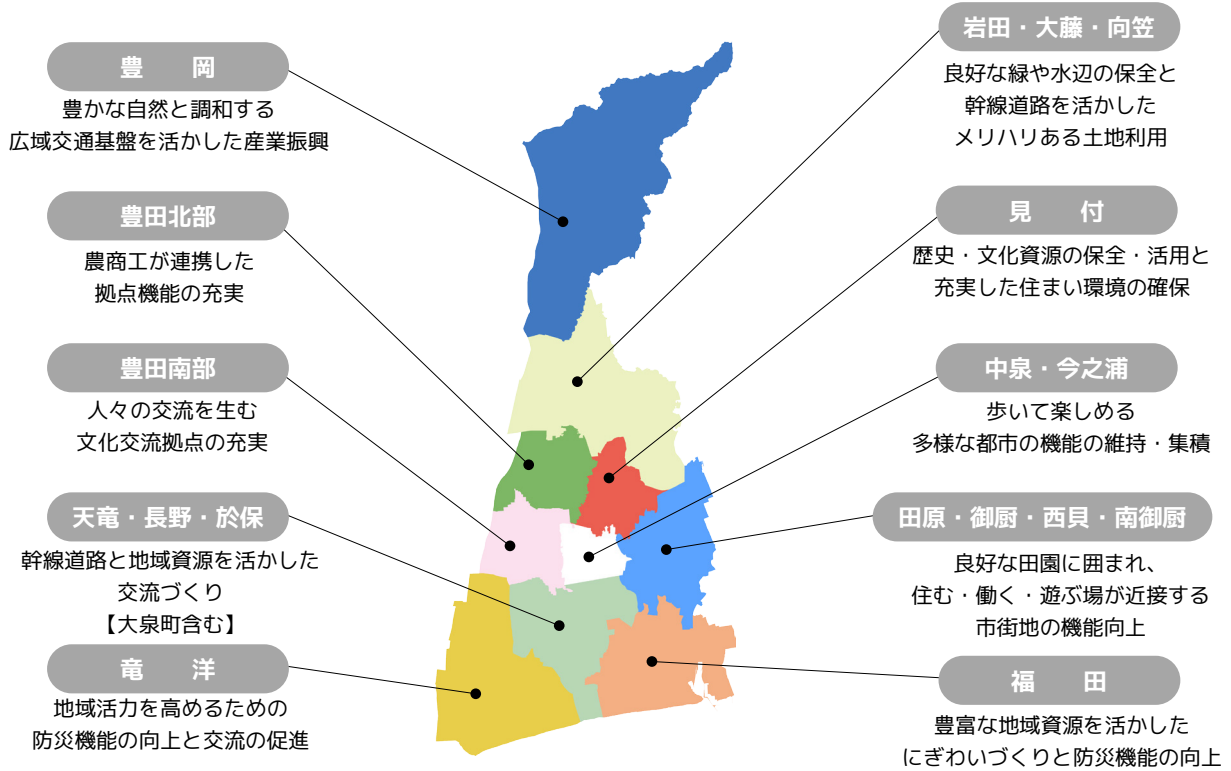 豊　岡
豊かな自然と調和する
広域交通基盤を活かした産業振興
豊田北部
農商工が連携した
拠点機能の充実
豊田南部
人々の交流を生む
文化交流拠点の充実
天竜・長野・於保
幹線道路と地域資源を活かした
交流づくり
【大泉町含む】
竜　洋
地域活力を高めるための
防災機能の向上と交流の促進
岩田・大藤・向笠
良好な緑や水辺の保全と
幹線道路を活かした
メリハリある土地利用
見　付
歴史・文化資源の保全・活用と
充実した住まい環境の確保
中泉・今之浦
歩いて楽しめる
多様な都市の機能の維持・集積
田原・御厨・西貝・南御厨
良好な田園に囲まれ、
住む・働く・遊ぶ場が近接する
市街地の機能向上
福　田
豊富な地域資源を活かした
にぎわいづくりと防災機能の向上